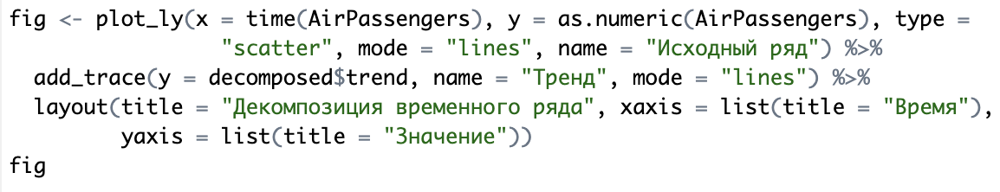 fig <- plot_ly(x = time(AirPassengers), y = as.numeric(AirPassengers), type =
"scatter", mode = "lines", name = "Исходный ряд") %>%
add_trace(y = decomposed$trend, name = "Тренд", mode = "lines") %>%
layout(title = "Декомпозиция временного ряда", xaxis = list(title = "Время"),
yaxis = list(title = "Значение"))
fig